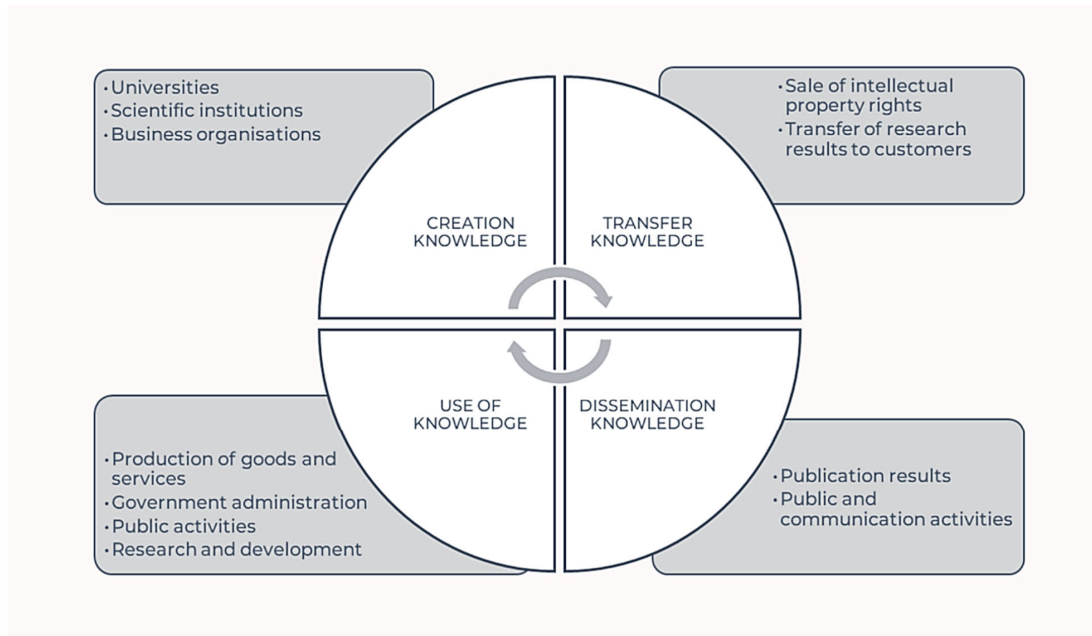 ·Universities
·Scientific institutions
·Business organisations
·Sale of intellectual
property rights
·Transfer of research
results to customers
CREATION
KNOWLEDGE
TRANSFER
KNOWLEDGE
USE OF
KNOWLEDGE
DISSEMINATION
KNOWLEDGE
·Production of goods and
services
·Government administration
·Public activities
·Research and development
·Publication results
·Public and
communication activities